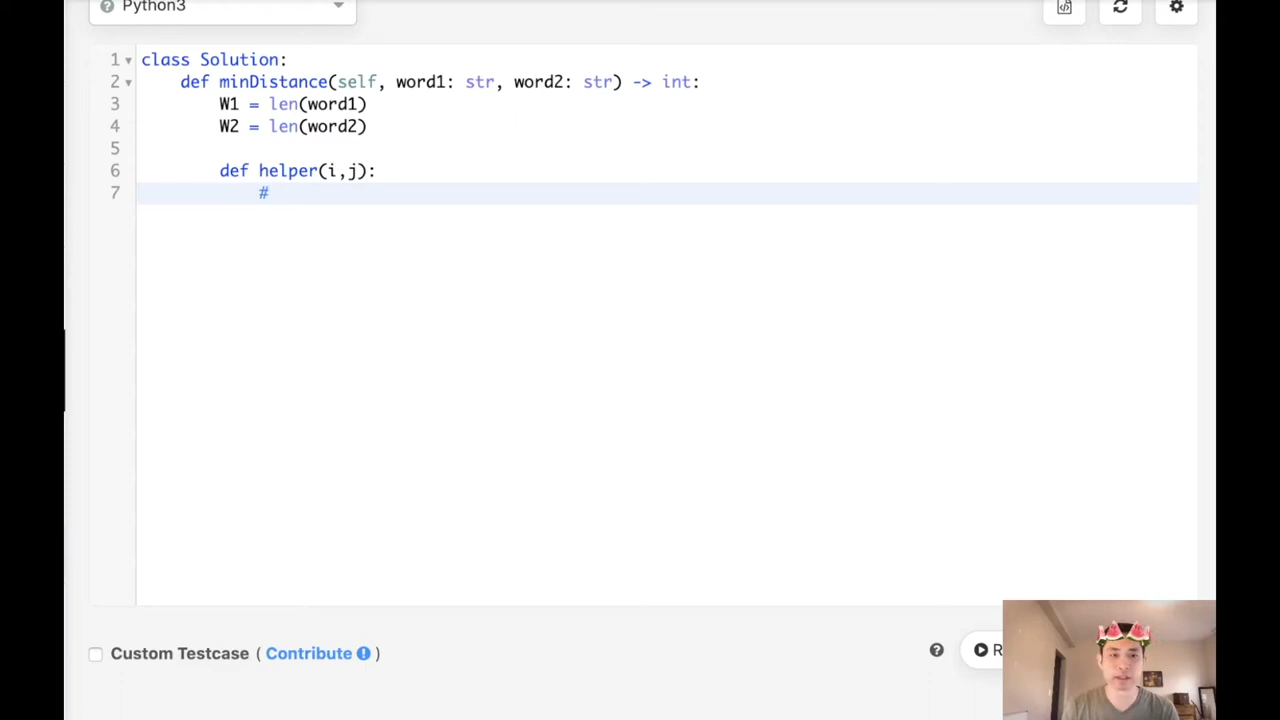 Python3
1 class Solution:
2 def minDistance(self, word1: str, word2: str) -> int:
3 W1 = len(word1)
4 W2 = len(word2)
5
6 def helper(i,j):
7 #
Custom Testcase ( Contribute ! )
? R